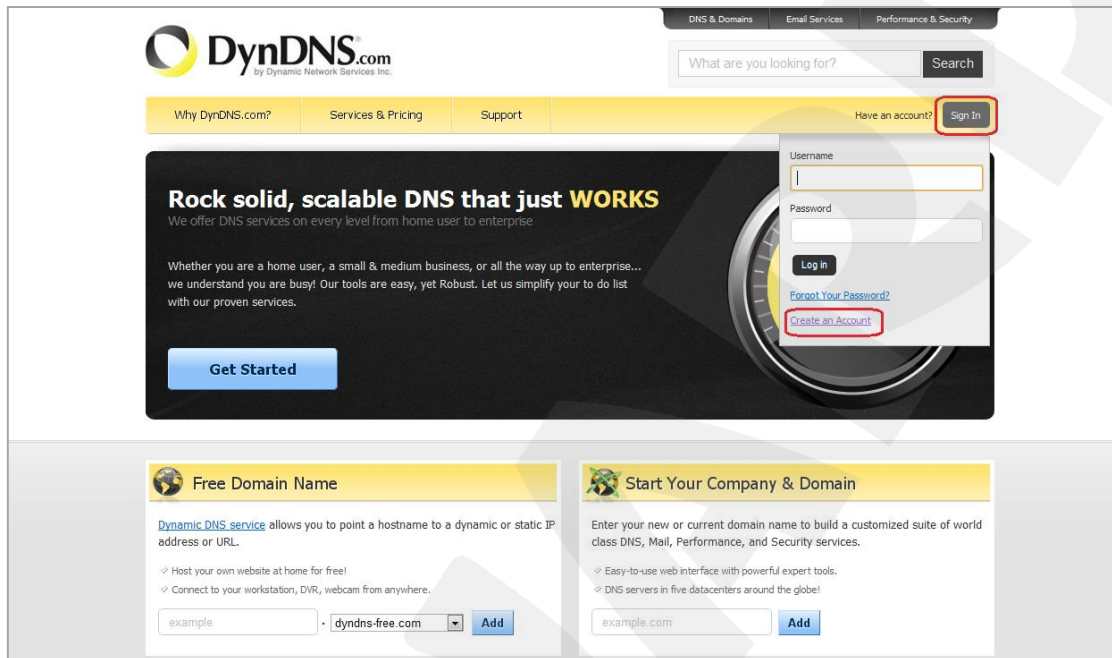 DNS & Domains Email Services Performance & Security
DynDNS.com
by Dynamic Network Services Inc.
What are you looking for? Search
Why DynDNS.com? Services & Pricing Support Have an account? Sign In
Username
Password
Log in
Forgot Your Password?
Create an Account
Rock solid, scalable DNS that just WORKS
We offer DNS services on every level from home user to enterprise
Whether you are a home user, a small & medium business, or all the way up to enterprise...
we understand you are busy! Our tools are easy, yet Robust. Let us simplify your to do list
with our proven services.
Get Started
Free Domain Name
Dynamic DNS service allows you to point a hostname to a dynamic or static IP
address or URL.
Host your own website at home for free!
Connect to your workstation, DVR, webcam from anywhere.
example . dyndns-free.com Add
Start Your Company & Domain
Enter your new or current domain name to build a customized suite of world
class DNS, Mail, Performance, and Security services.
Easy-to-use web interface with powerful expert tools.
DNS servers in five datacenters around the globe!
example.com Add